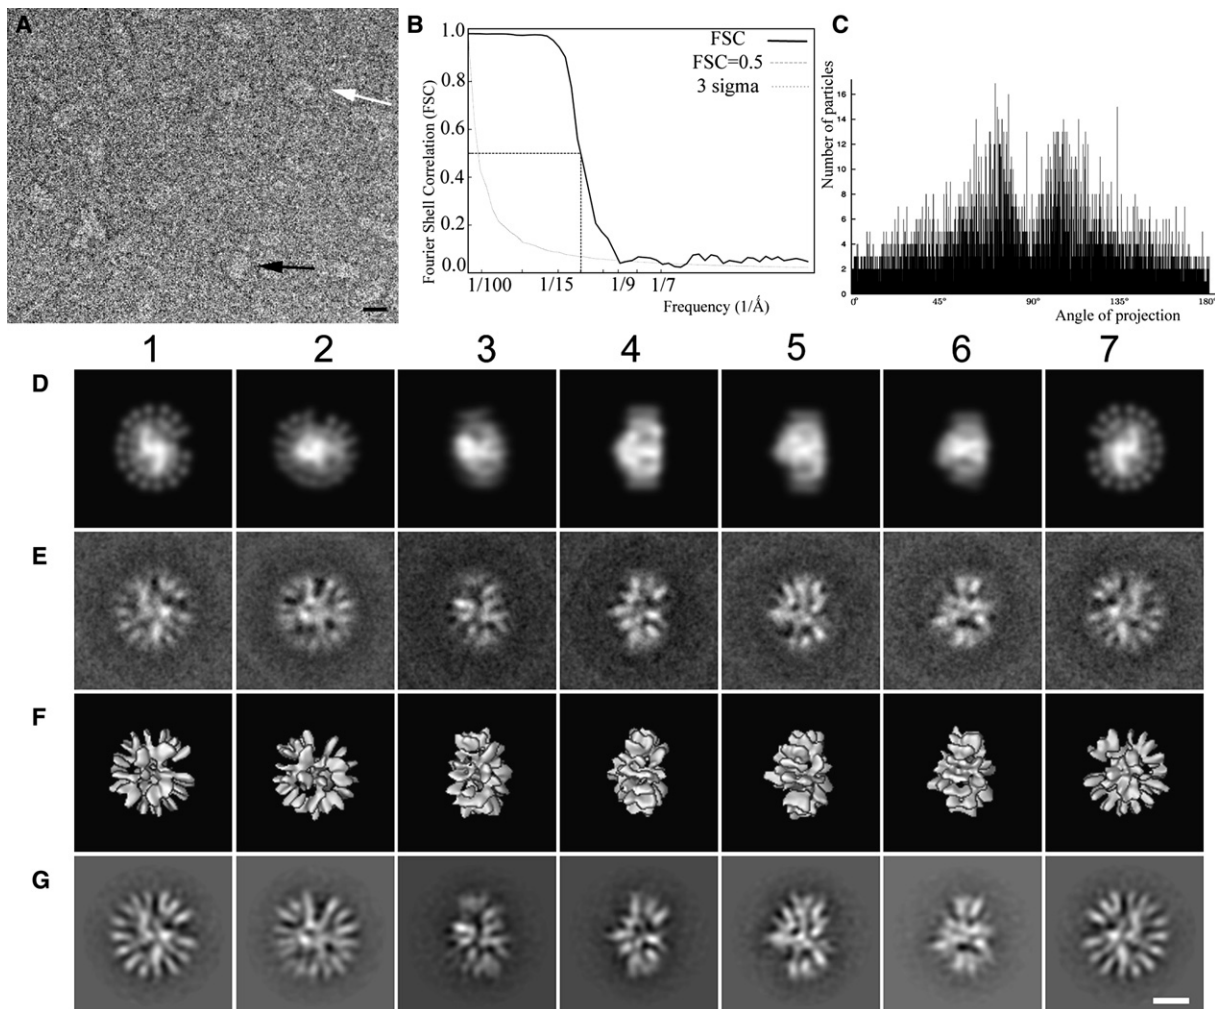 A
B
C
1.0
0.8
0.6
0.4
0.2
0.0
Fourier Shell Correlation (FSC)
FSC
FSC=0.5
3 sigma
1/100
1/15
1/9
1/7
Frequency (1/Å)
Number of particles
16
14
12
10
8
6
4
2
0
0°
45°
90°
135°
180°
Angle of projection
1 2 3 4 5 6 7
D
E
F
G